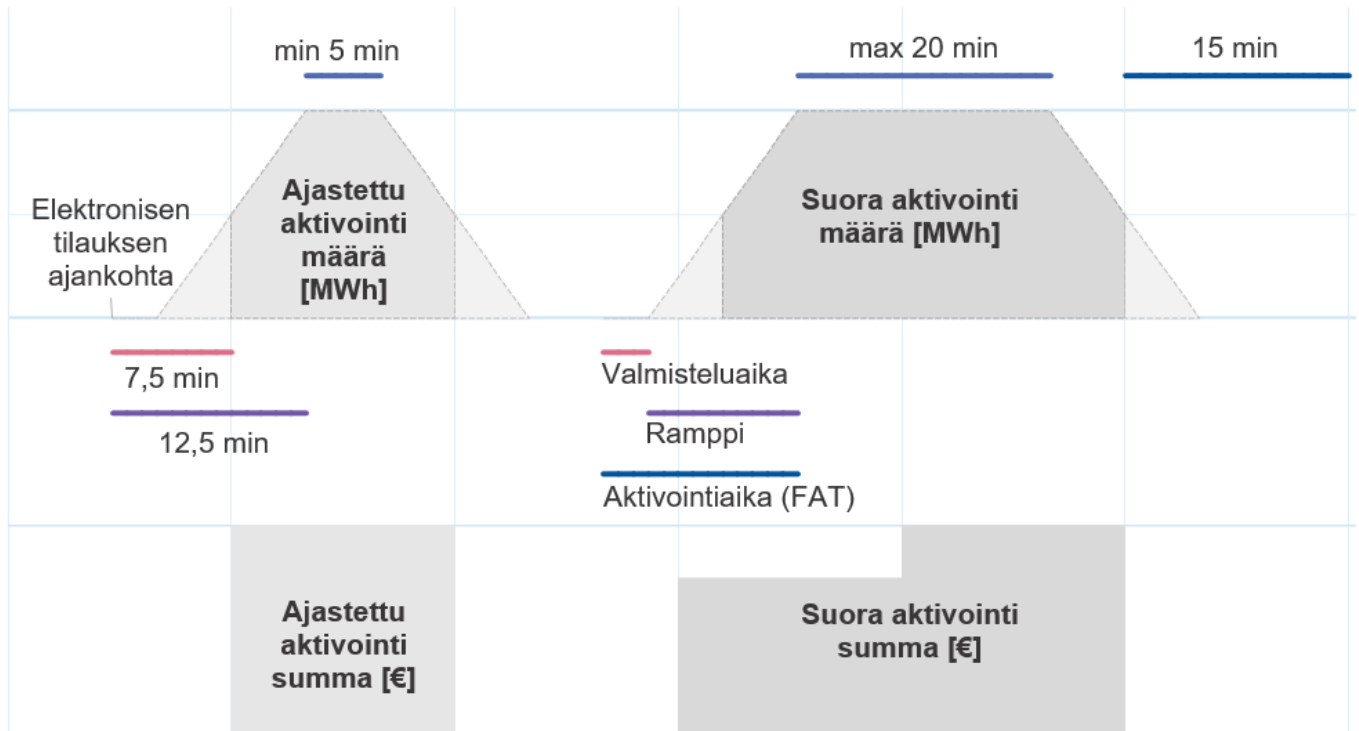 min 5 min
max 20 min
15 min
Elektronisen
tilauksen
ajankohta
Ajastettu
aktivointi
määrä
[MWh]
Suora aktivointi
määrä [MWh]
7,5 min
12,5 min
Valmisteluaika
Ramppi
Aktivointiaika (FAT)
Ajastettu
aktivointi
summa [€]
Suora aktivointi
summa [€]